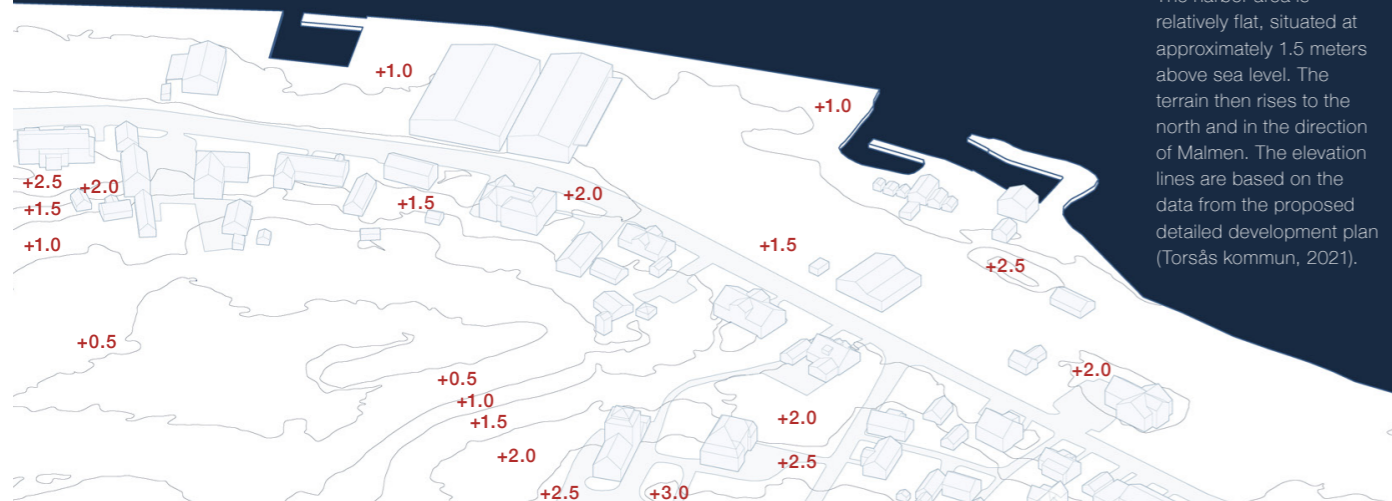 The harbor area is
relatively flat, situated at
approximately 1.5 meters
above sea level. The
terrain then rises to the
north and in the direction
of Malmen. The elevation
lines are based on the
data from the proposed
detailed development plan
(Torsås kommun, 2021).
+1.0
+1.0
+2.5
+2.0
+1.5
+1.5
+2.0
+1.0
+1.5
+2.5
+0.5
+0.5
+2.0
+1.0
+1.5
+2.0
+2.0
+2.5
+2.5
+3.0